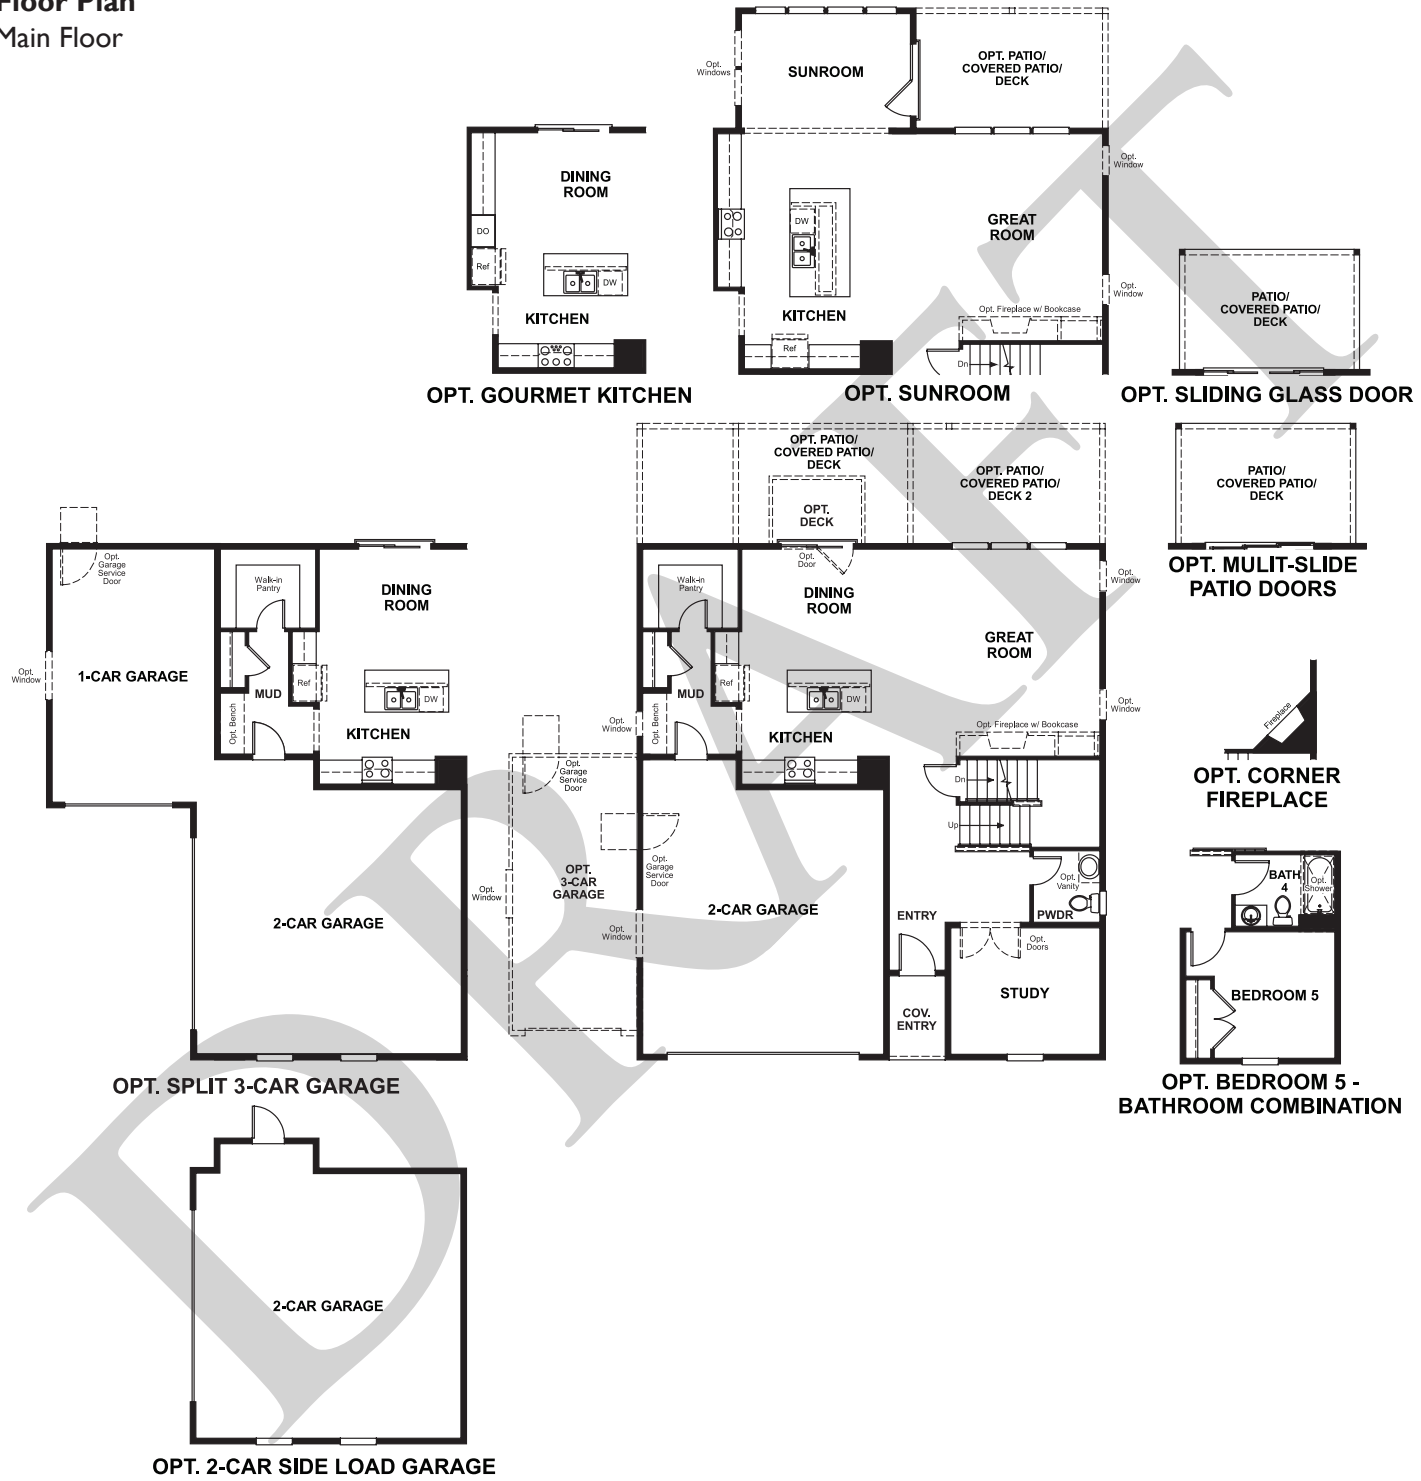 Floor Plan
Main Floor
Opt.
Windows
SUNROOM
OPT. PATIO/
COVERED PATIO/
DECK
DINING
ROOM
DO
Ref
DW
KITCHEN
OPT. GOURMET KITCHEN
DW
GREAT
ROOM
Opt.
Window
Opt.
Window
KITCHEN
Opt. Fireplace w/ Bookcase
Ref
Dn
OPT. SUNROOM
PATIO/
COVERED PATIO/
DECK
OPT. SLIDING GLASS DOOR
PATIO/
COVERED PATIO/
DECK
OPT. MULIT-SLIDE
PATIO DOORS
Fireplace
OPT. CORNER
FIREPLACE
BATH
4
Opt.
Shower
BEDROOM 5
OPT. BEDROOM 5 -
BATHROOM COMBINATION
Opt.
Garage
Service
Door
Walk-in
Pantry
DINING
ROOM
Opt.
Window
1-CAR GARAGE
MUD
Ref
DW
Opt. Bench
KITCHEN
2-CAR GARAGE
OPT. SPLIT 3-CAR GARAGE
2-CAR GARAGE
OPT. 2-CAR SIDE LOAD GARAGE
OPT. PATIO/
COVERED PATIO/
DECK
OPT. PATIO/
COVERED PATIO/
DECK 2
OPT.
DECK
Opt.
Door
Walk-in
Pantry
DINING
ROOM
GREAT
ROOM
Opt.
Window
Opt.
Window
MUD
Ref
DW
Opt.
Window
Opt. Bench
KITCHEN
Opt. Fireplace w/ Bookcase
Opt.
Garage
Service
Door
Dn
Up
Opt.
Garage
Service
Door
OPT.
3-CAR
GARAGE
Opt.
Window
Opt.
Window
2-CAR GARAGE
ENTRY
Opt.
Vanity
PWDR
Opt.
Doors
STUDY
COV.
ENTRY
DRAFT